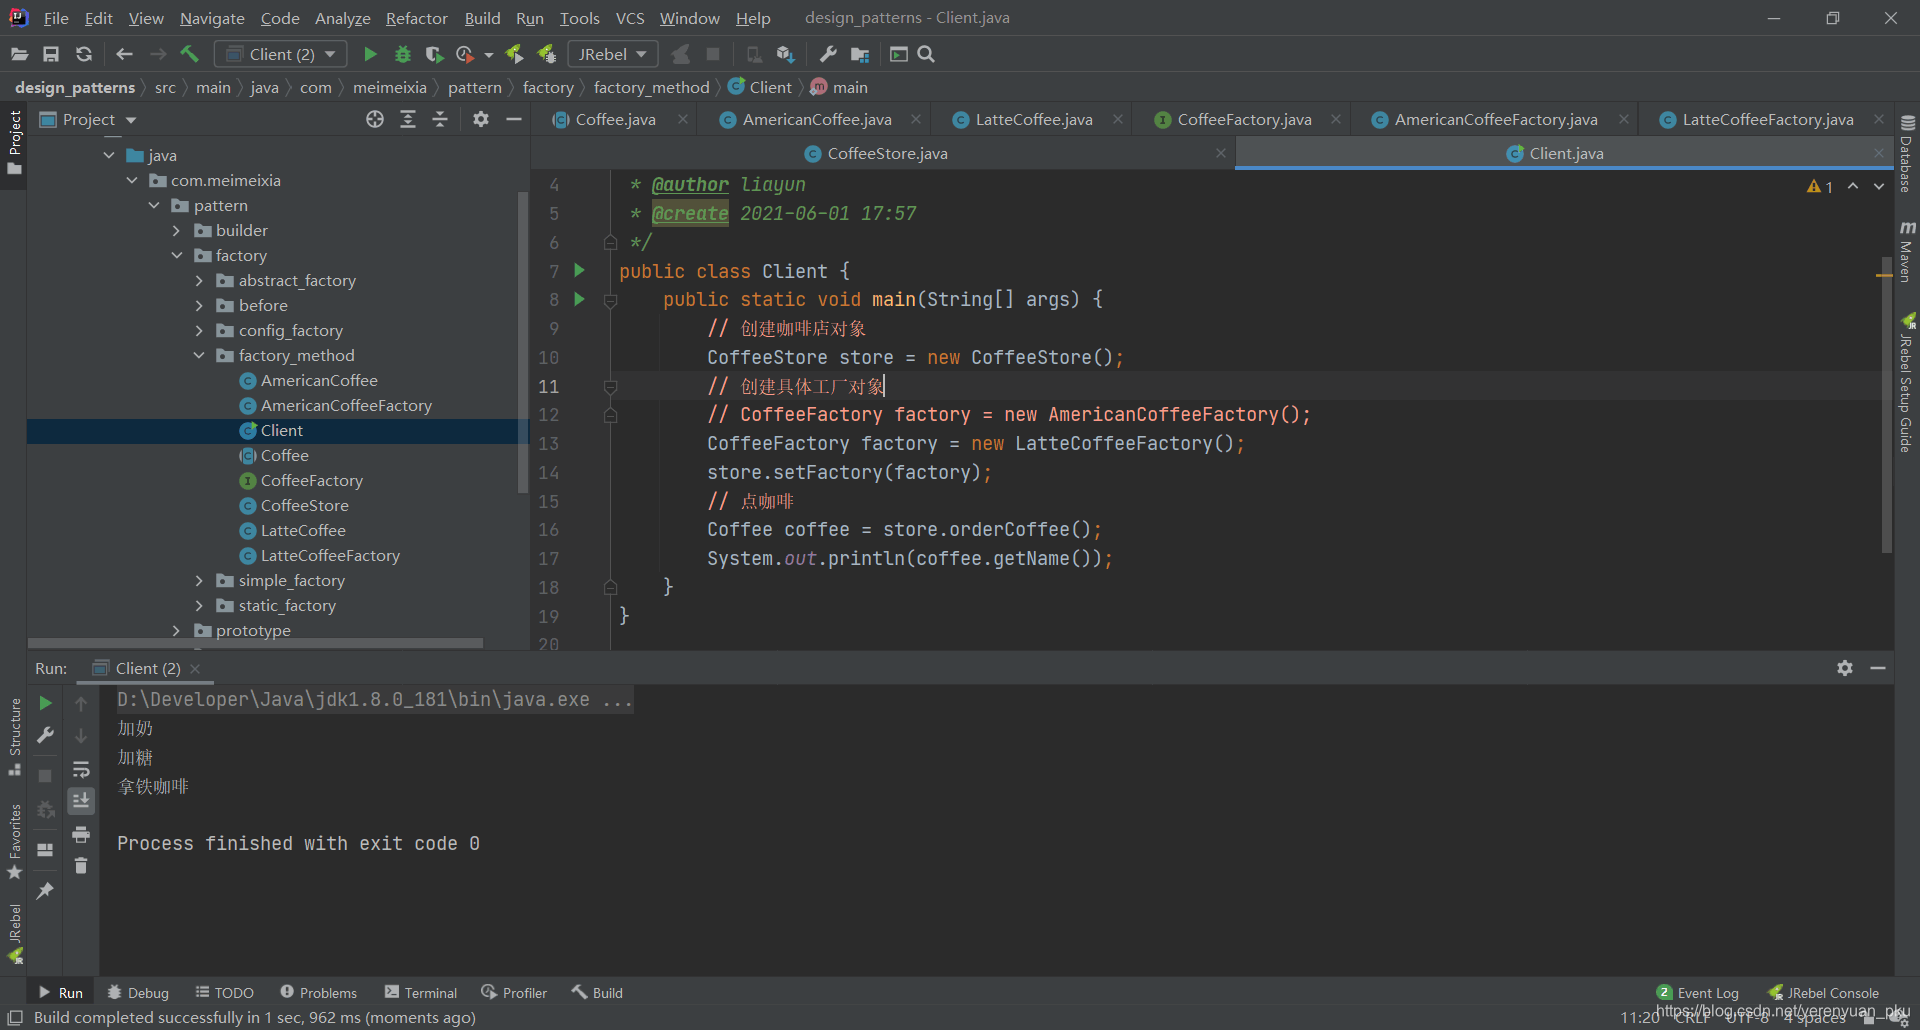 File Edit View Navigate Code Analyze Refactor Build Run Tools VCS Window Help design_patterns - Client.java
Client (2) JRebel
design_patterns src main java com meimeixia pattern factory factory_method Client main
Project
Coffee.java AmericanCoffee.java LatteCoffee.java CoffeeFactory.java AmericanCoffeeFactory.java LatteCoffeeFactory.java
CoffeeStore.java Client.java
java
com.meimeixia
pattern
builder
factory
abstract_factory
before
config_factory
factory_method
AmericanCoffee
AmericanCoffeeFactory
Client
Coffee
CoffeeFactory
CoffeeStore
LatteCoffee
LatteCoffeeFactory
simple_factory
static_factory
prototype
4 * @author liayun
5 * @create 2021-06-01 17:57
6 */
7 public class Client {
8 public static void main(String[] args) {
9 // 创建咖啡店对象
10 CoffeeStore store = new CoffeeStore();
11 // 创建具体工厂对象
12 // CoffeeFactory factory = new AmericanCoffeeFactory();
13 CoffeeFactory factory = new LatteCoffeeFactory();
14 store.setFactory(factory);
15 // 点咖啡
16 Coffee coffee = store.orderCoffee();
17 System.out.println(coffee.getName());
18 }
19 }
20
1
Project
Structure
Favorites
JRebel
Database
Maven
JRebel Setup Guide
Run: Client (2)
D:\Developer\Java\jdk1.8.0_181\bin\java.exe ...
加奶
加糖
拿铁咖啡
Process finished with exit code 0
Run Debug TODO Problems Terminal Profiler Build 2 Event Log JRebel Console
Build completed successfully in 1 sec, 962 ms (moments ago) 11:20 CRLF UTF-8 4 spaces
https://blog.csdn.net/yerenyuan_pku